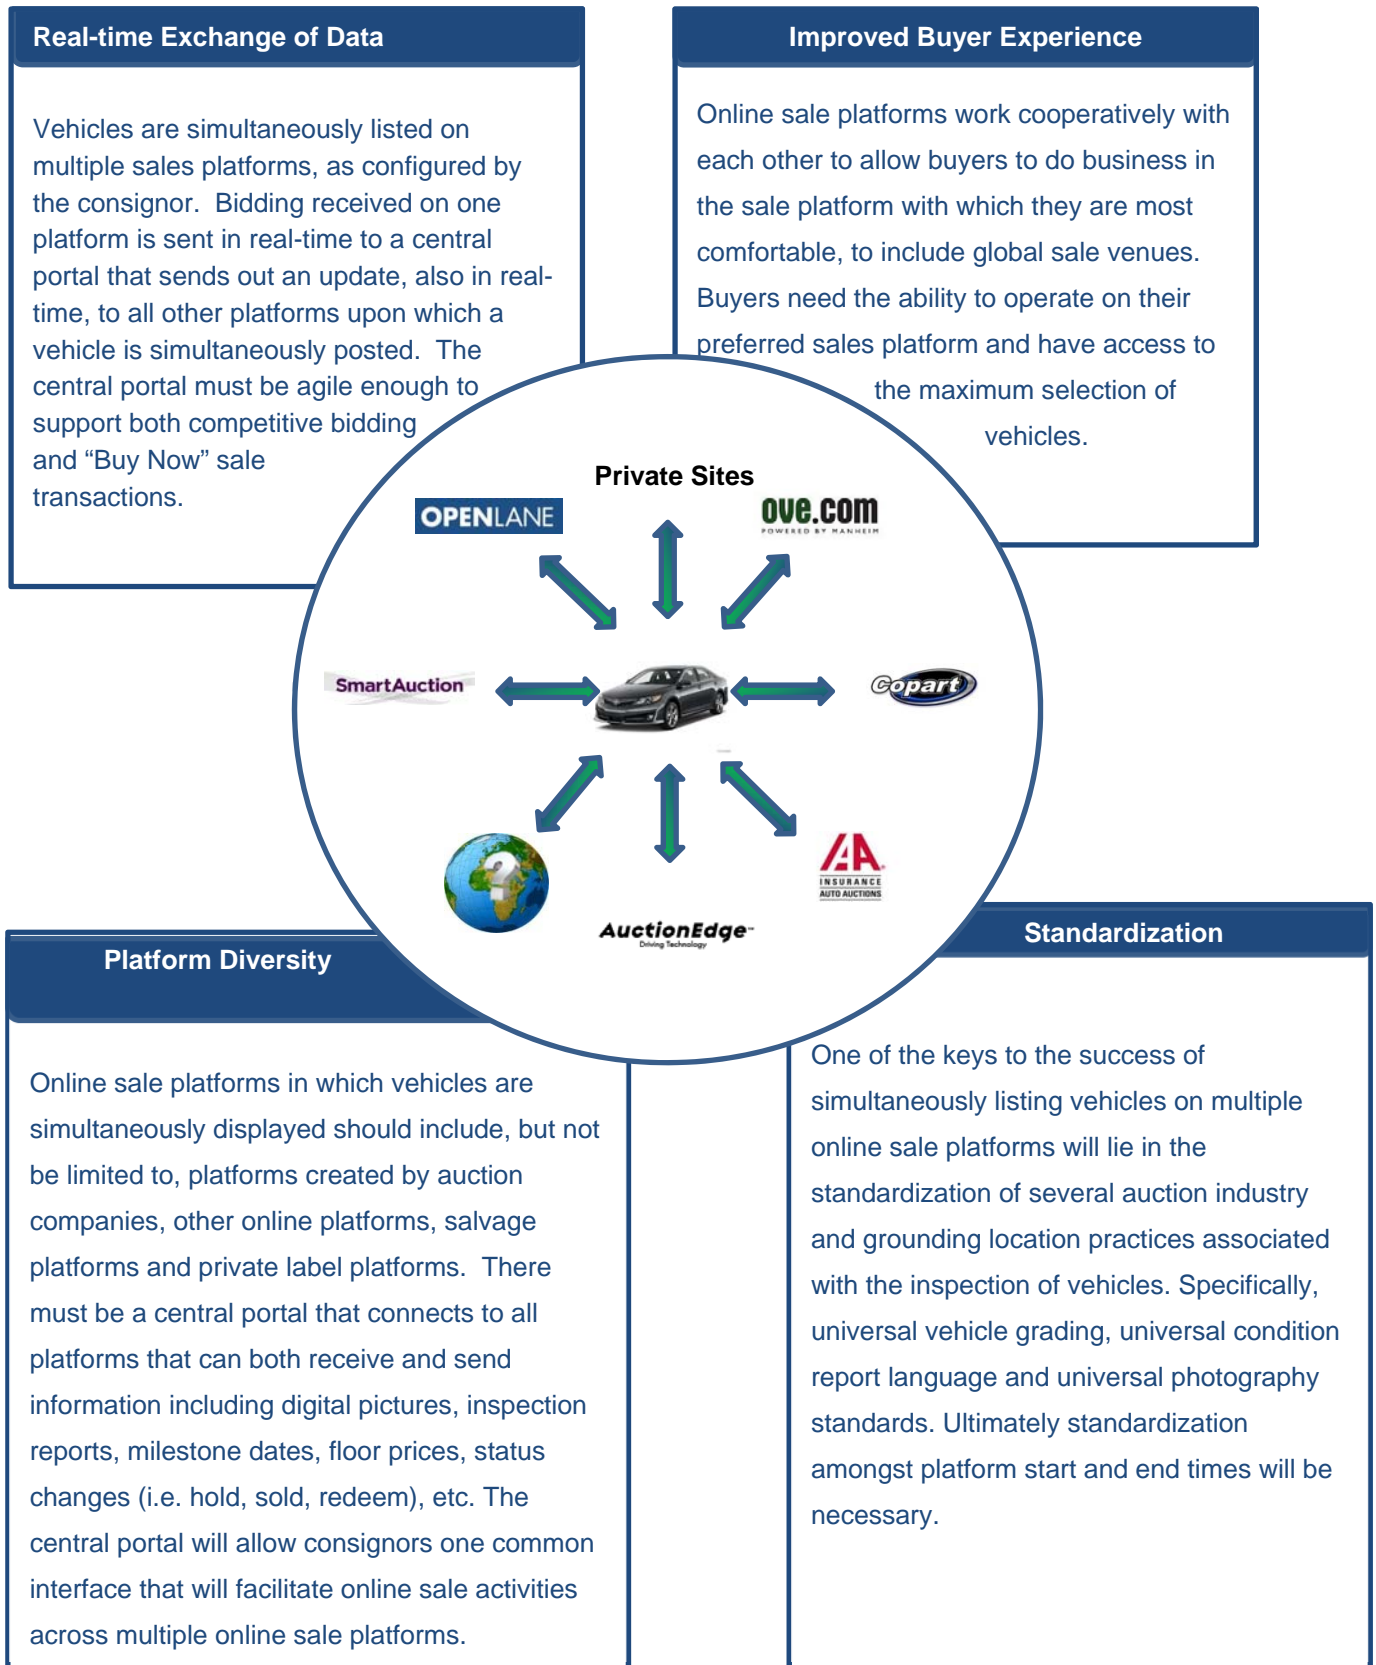 Real-time Exchange of Data
Vehicles are simultaneously listed on
multiple sales platforms, as configured by
the consignor.  Bidding received on one
platform is sent in real-time to a central
portal that sends out an update, also in real-
time, to all other platforms upon which a
vehicle is simultaneously posted.  The
central portal must be agile enough to
support both competitive bidding
and “Buy Now” sale
transactions.
Improved Buyer Experience
Online sale platforms work cooperatively with
each other to allow buyers to do business in
the sale platform with which they are most
comfortable, to include global sale venues.
Buyers need the ability to operate on their
preferred sales platform and have access to
the maximum selection of
vehicles.
Private Sites
OPENLANE
ove.com
POWERED BY MANHEIM
SmartAuction
Copart
?
AuctionEdge™
Driving Technology
IAA
INSURANCE
AUTO AUCTIONS
Platform Diversity
Online sale platforms in which vehicles are
simultaneously displayed should include, but not
be limited to, platforms created by auction
companies, other online platforms, salvage
platforms and private label platforms.  There
must be a central portal that connects to all
platforms that can both receive and send
information including digital pictures, inspection
reports, milestone dates, floor prices, status
changes (i.e. hold, sold, redeem), etc. The
central portal will allow consignors one common
interface that will facilitate online sale activities
across multiple online sale platforms.
Standardization
One of the keys to the success of
simultaneously listing vehicles on multiple
online sale platforms will lie in the
standardization of several auction industry
and grounding location practices associated
with the inspection of vehicles. Specifically,
universal vehicle grading, universal condition
report language and universal photography
standards. Ultimately standardization
amongst platform start and end times will be
necessary.